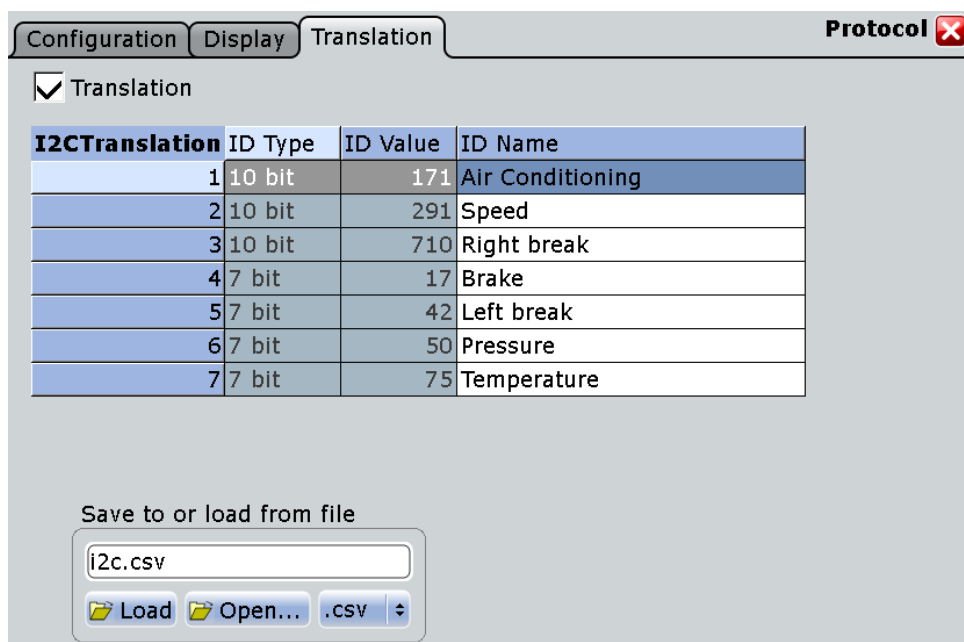 Configuration Display Translation Protocol
Translation
I2CTranslation ID Type ID Value ID Name
1 10 bit 171 Air Conditioning
2 10 bit 291 Speed
3 10 bit 710 Right break
4 7 bit 17 Brake
5 7 bit 42 Left break
6 7 bit 50 Pressure
7 7 bit 75 Temperature
Save to or load from file
i2c.csv
Load Open... .csv